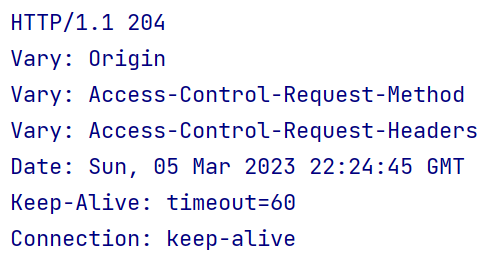 HTTP/1.1 204
Vary: Origin
Vary: Access-Control-Request-Method
Vary: Access-Control-Request-Headers
Date: Sun, 05 Mar 2023 22:24:45 GMT
Keep-Alive: timeout=60
Connection: keep-alive